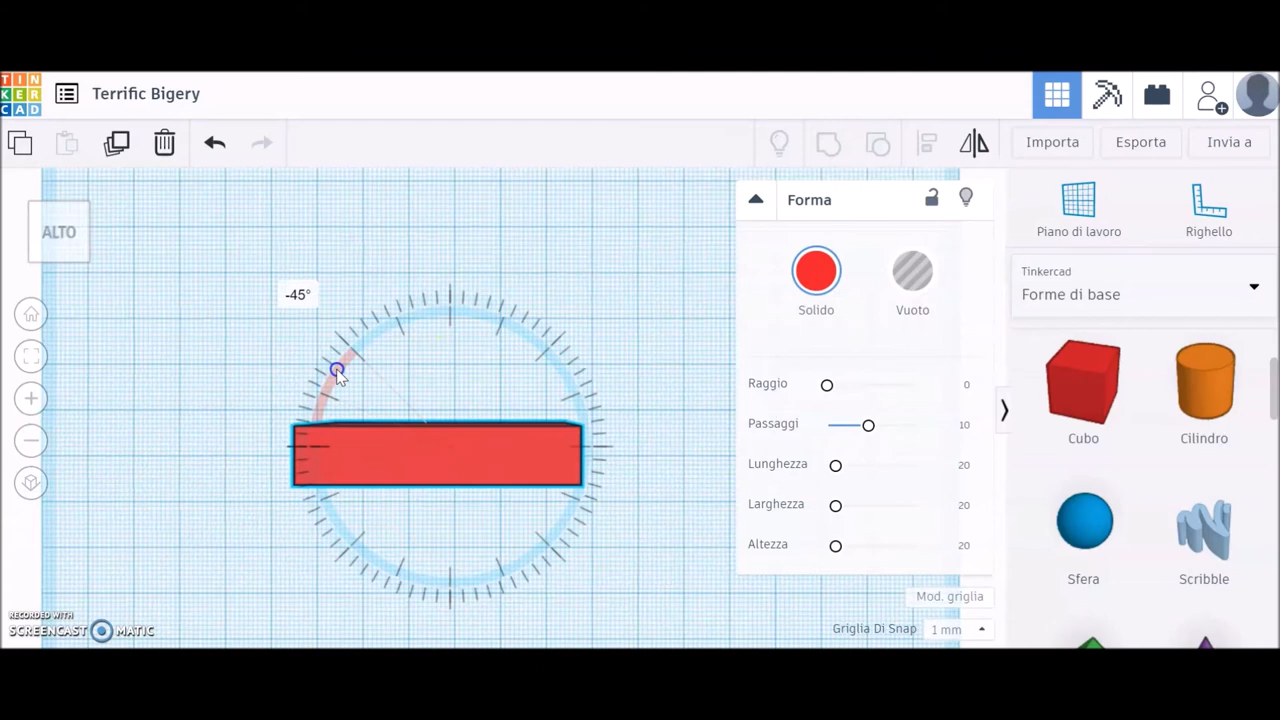 TIN
KER
CAD
Terrific Bigery
Importa
Esporta
Invia a
ALTO
-45°
Forma
Solido
Vuoto
Raggio 0
Passaggi 10
Lunghezza 20
Larghezza 20
Altezza 20
Mod. griglia
Griglia Di Snap 1 mm
Piano di lavoro
Righello
Tinkercad
Forme di base
Cubo
Cilindro
Sfera
Scribble
RECORDED WITH
SCREENCAST MATIC